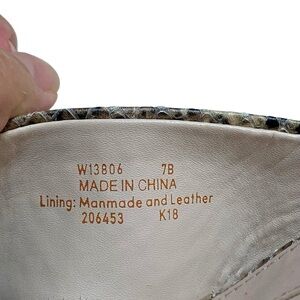 W13806 7B
MADE IN CHINA
Lining: Manmade and Leather
206453 K18